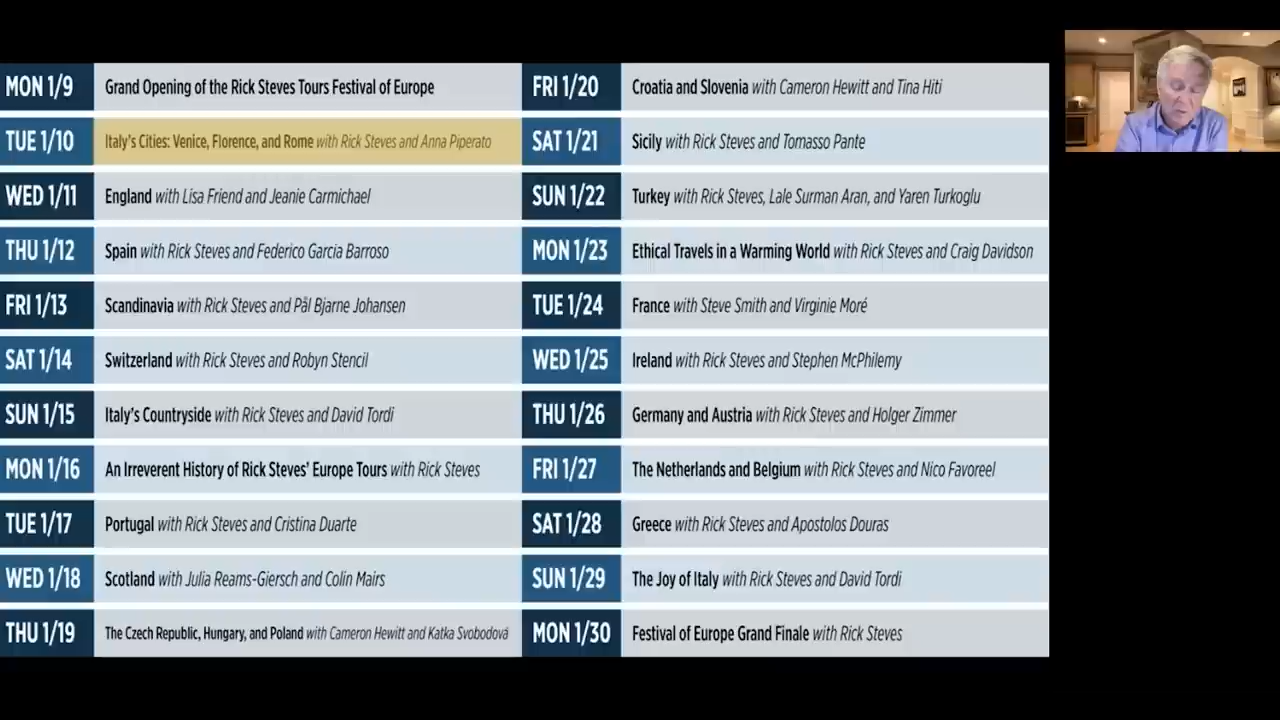 MON 1/9 Grand Opening of the Rick Steves Tours Festival of Europe
TUE 1/10 Italy's Cities: Venice, Florence, and Rome with Rick Steves and Anna Piperato
WED 1/11 England with Lisa Friend and Jeanie Carmichael
THU 1/12 Spain with Rick Steves and Federico Garcia Barroso
FRI 1/13 Scandinavia with Rick Steves and Pål Bjarne Johansen
SAT 1/14 Switzerland with Rick Steves and Robyn Stencil
SUN 1/15 Italy's Countryside with Rick Steves and David Tordi
MON 1/16 An Irreverent History of Rick Steves' Europe Tours with Rick Steves
TUE 1/17 Portugal with Rick Steves and Cristina Duarte
WED 1/18 Scotland with Julia Reams-Giersch and Colin Mairs
THU 1/19 The Czech Republic, Hungary, and Poland with Cameron Hewitt and Katka Svobodová
FRI 1/20 Croatia and Slovenia with Cameron Hewitt and Tina Hiti
SAT 1/21 Sicily with Rick Steves and Tomasso Pante
SUN 1/22 Turkey with Rick Steves, Lale Surman Aran, and Yaren Turkoglu
MON 1/23 Ethical Travels in a Warming World with Rick Steves and Craig Davidson
TUE 1/24 France with Steve Smith and Virginie Moré
WED 1/25 Ireland with Rick Steves and Stephen McPhilemy
THU 1/26 Germany and Austria with Rick Steves and Holger Zimmer
FRI 1/27 The Netherlands and Belgium with Rick Steves and Nico Favoreel
SAT 1/28 Greece with Rick Steves and Apostolos Douras
SUN 1/29 The Joy of Italy with Rick Steves and David Tordi
MON 1/30 Festival of Europe Grand Finale with Rick Steves